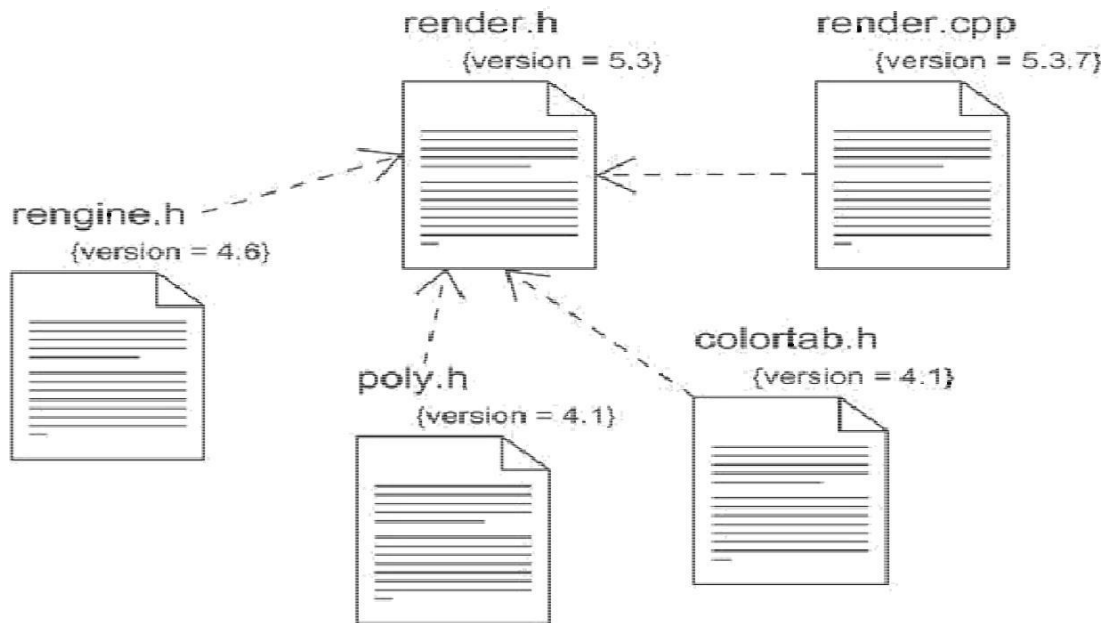 render.h
{version = 5.3}
render.cpp
{version = 5.3.7}
rengine.h
{version = 4.6}
poly.h
{version = 4.1}
colortab.h
{version = 4.1}